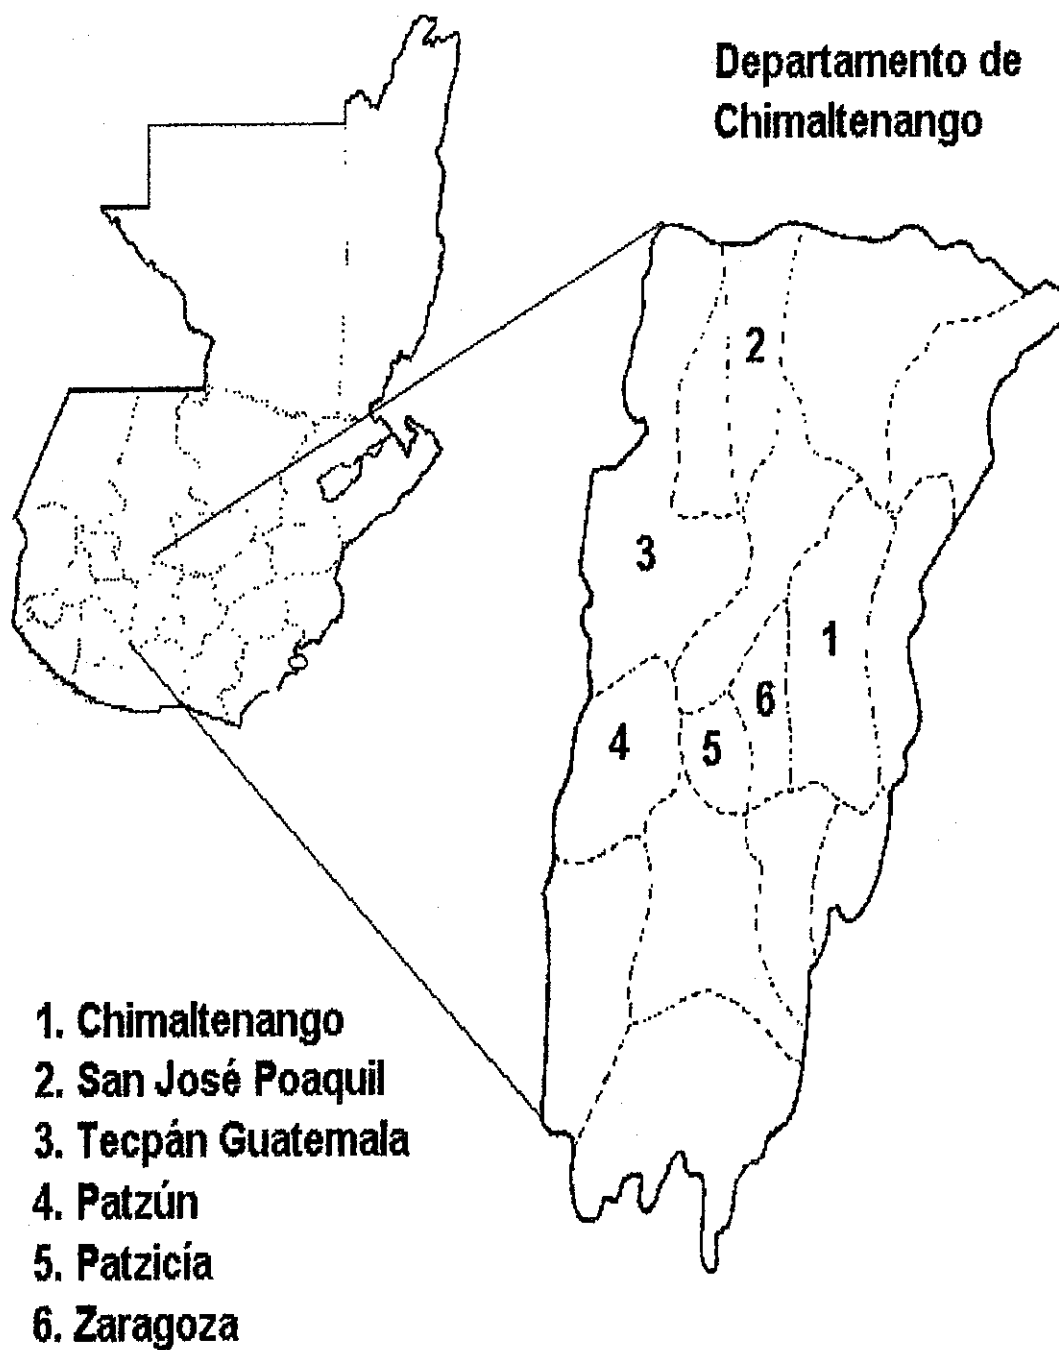 Departamento de
Chimaltenango
2
3
1
6
4
5
1. Chimaltenango
2. San José Poaquil
3. Tecpán Guatemala
4. Patzún
5. Patzicía
6. Zaragoza